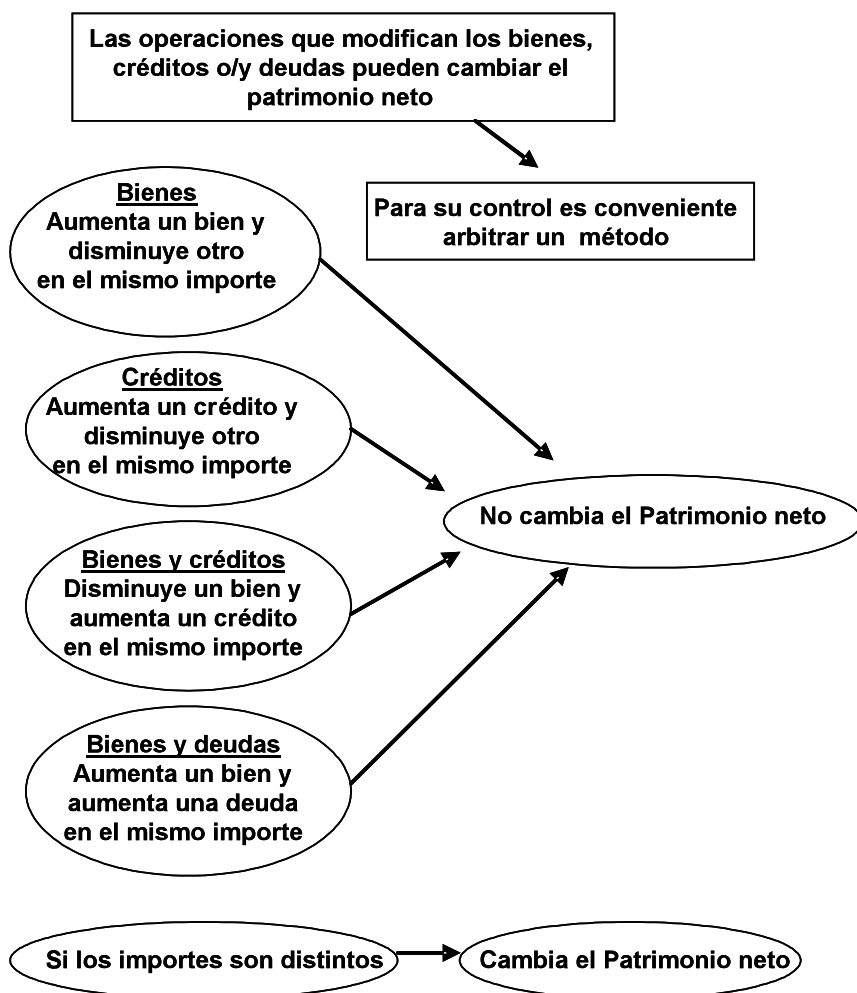 Las operaciones que modifican los bienes,
créditos o/y deudas pueden cambiar el
patrimonio neto
Para su control es conveniente
arbitrar un método
Bienes
Aumenta un bien y
disminuye otro
en el mismo importe
Créditos
Aumenta un crédito y
disminuye otro
en el mismo importe
Bienes y créditos
Disminuye un bien y
aumenta un crédito
en el mismo importe
Bienes y deudas
Aumenta un bien y
aumenta una deuda
en el mismo importe
No cambia el Patrimonio neto
Si los importes son distintos
Cambia el Patrimonio neto